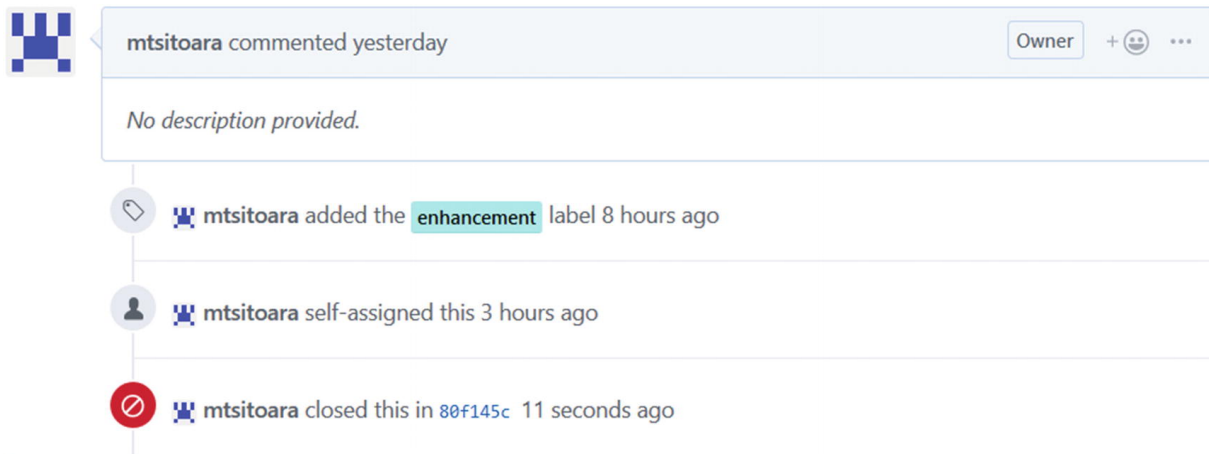 mtsitoara commented yesterday Owner
No description provided.
mtsitoara added the enhancement label 8 hours ago
mtsitoara self-assigned this 3 hours ago
mtsitoara closed this in 80f145c 11 seconds ago